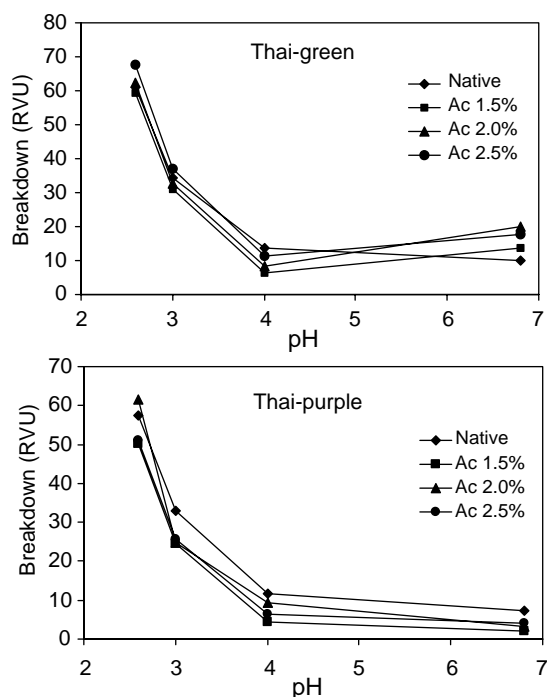 80
70
60
50
40
30
20
10
0
Breakdown (RVU)
Thai-green
Native
Ac 1.5%
Ac 2.0%
Ac 2.5%
2 3 4 5 6 7
pH
70
60
50
40
30
20
10
0
Breakdown (RVU)
Thai-purple
Native
Ac 1.5%
Ac 2.0%
Ac 2.5%
2 3 4 5 6 7
pH